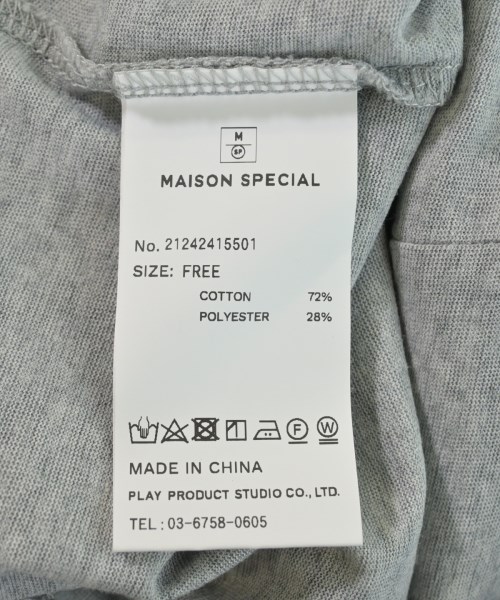 M
SP
MAISON SPECIAL
No. 21242415501
SIZE: FREE
COTTON 72%
POLYESTER 28%
F W
MADE IN CHINA
PLAY PRODUCT STUDIO CO., LTD.
TEL : 03-6758-0605